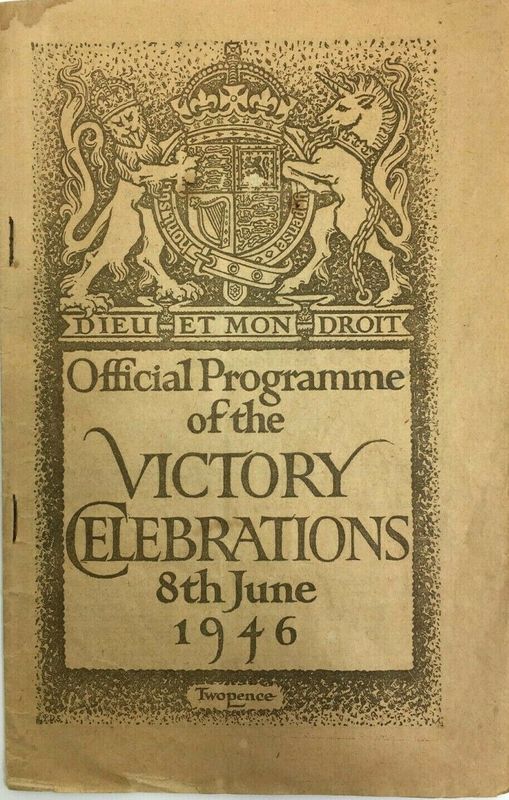 DIEU ET MON DROIT
Official Programme
of the
VICTORY
CELEBRATIONS
8th June
1946
Twopence